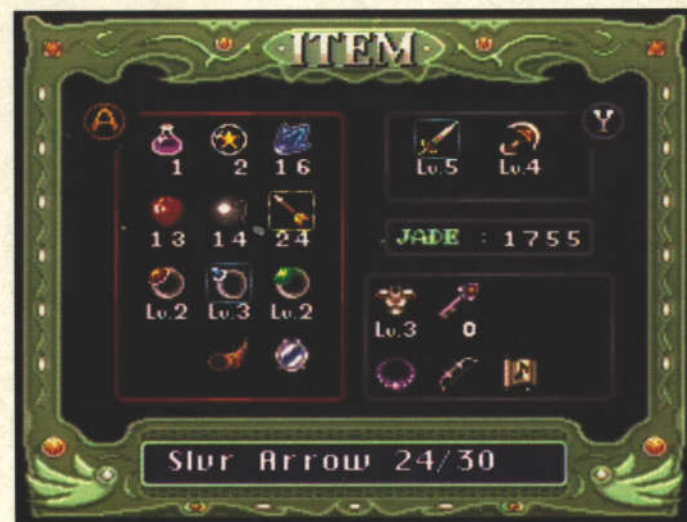 ITEM
A
Y
1 2 16
Lv.5 Lv.4
13 14 24
JADE : 1755
Lv.2 Lv.3 Lv.2
Lv.3 0
Slvr Arrow 24/30